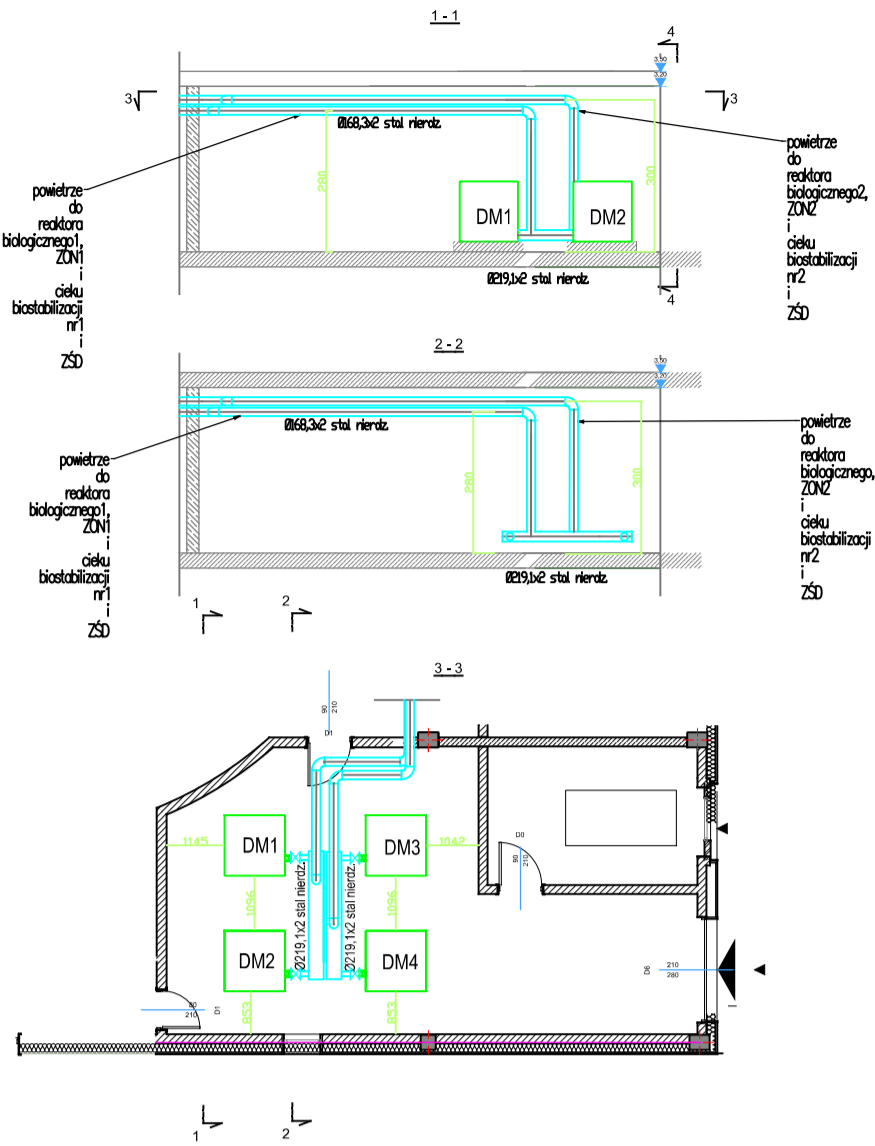 1 - 1
4
3,50
3,20
3
3
Ø168,3x2 stal nierdz.
280
300
powietrze
do
reaktora
biologicznego1,
ZON1
i
cieku
biostabilizacji
nr1
i
ZŚD
powietrze
do
reaktora
biologicznego2,
ZON2
i
cieku
biostabilizacji
nr2
i
ZŚD
DM1
DM2
Ø219,1x2 stal nierdz.
4
2 - 2
3,50
3,20
Ø168,3x2 stal nierdz.
280
300
powietrze
do
reaktora
biologicznego1,
ZON1
i
cieku
biostabilizacji
nr1
i
ZŚD
powietrze
do
reaktora
biologicznego,
ZON2
i
cieku
biostabilizacji
nr2
i
ZŚD
Ø219,1x2 stal nierdz.
1
2
3 - 3
90
210
D1
DM1
DM3
1145
1042
D0
90
210
Ø219,1x2 stal nierdz.
Ø219,1x2 stal nierdz.
1096
1096
DM2
DM4
D6
210
280
80
210
D1
853
853
1
2